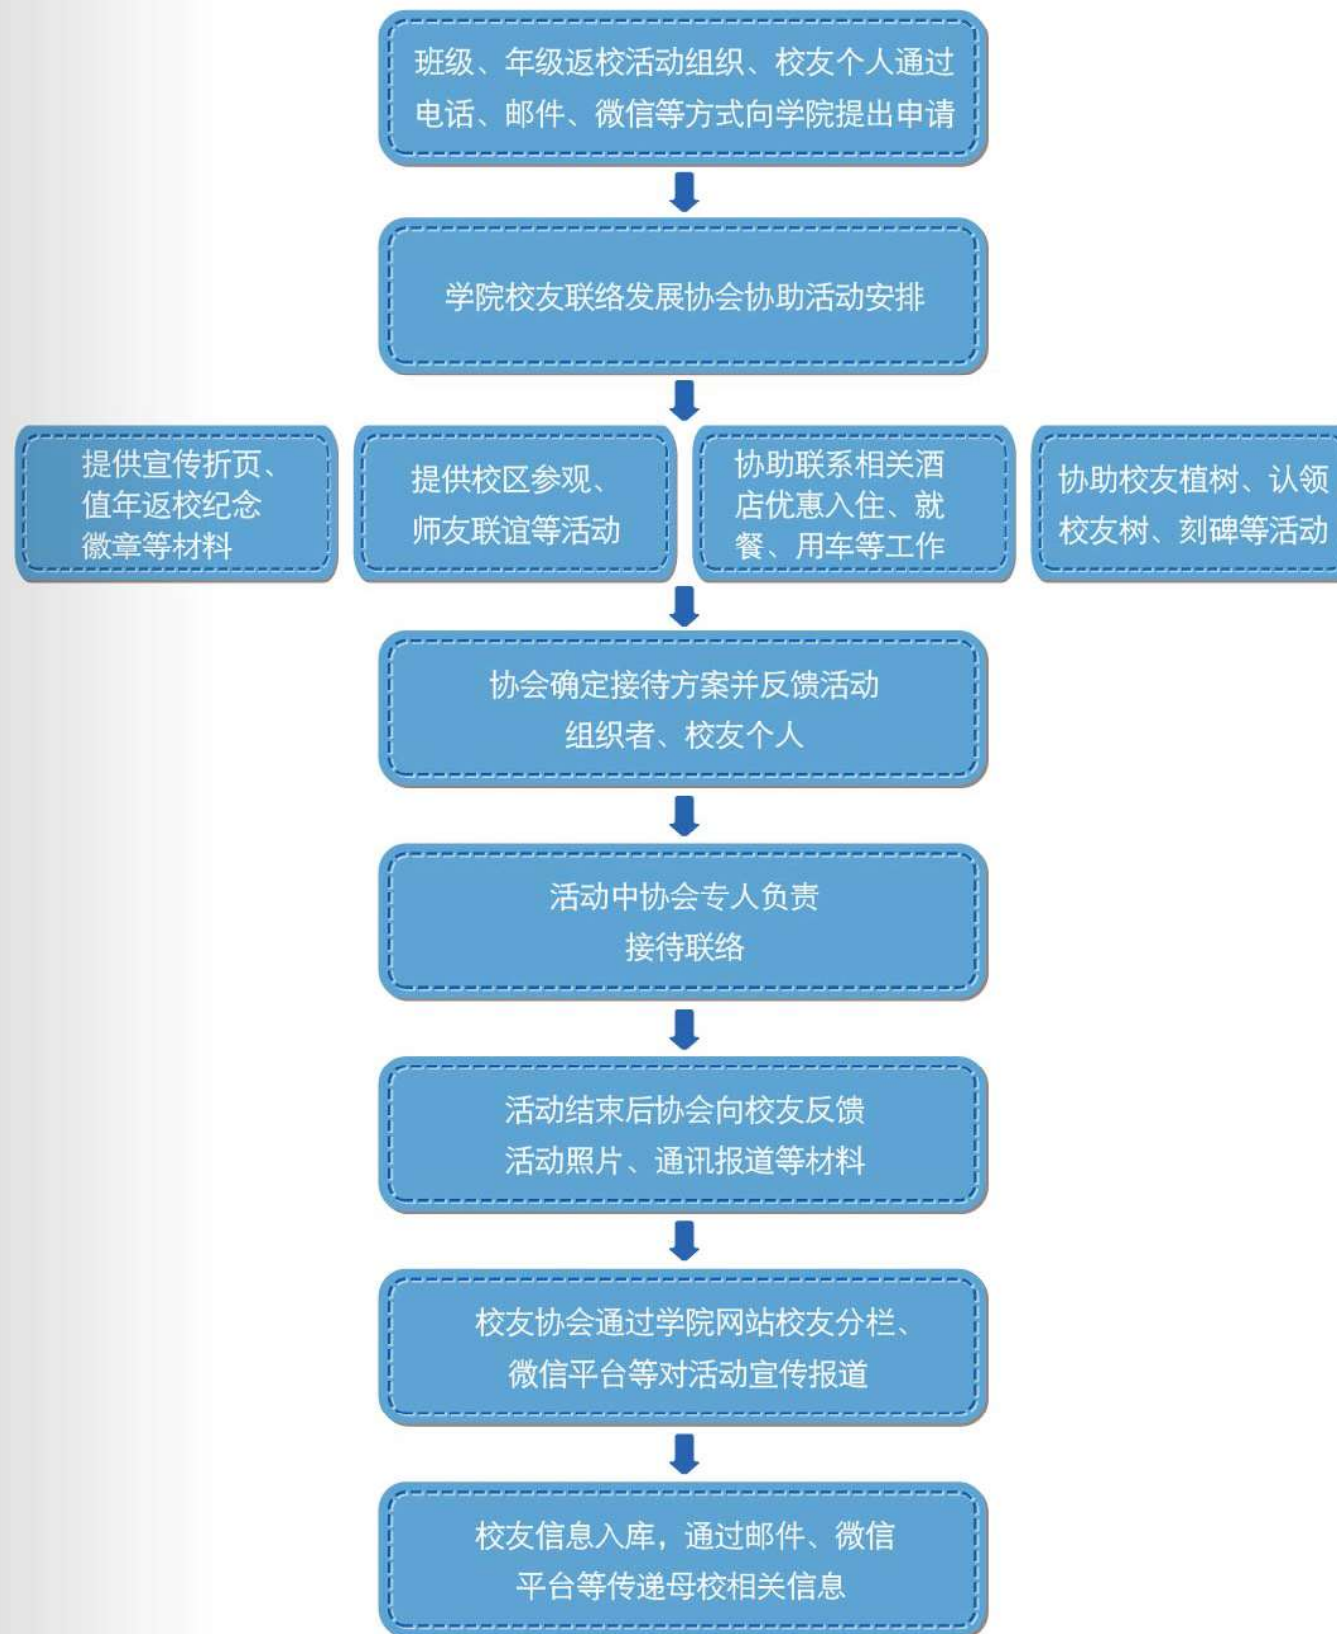 班级、年级返校活动组织、校友个人通过
电话、邮件、微信等方式向学院提出申请
学院校友联络发展协会协助活动安排
提供宣传折页、
值年返校纪念
徽章等材料
提供校区参观、
师友联谊等活动
协助联系相关酒
店优惠入住、就
餐、用车等工作
协助校友植树、认领
校友树、刻碑等活动
协会确定接待方案并反馈活动
组织者、校友个人
活动中协会专人负责
接待联络
活动结束后协会向校友反馈
活动照片、通讯报道等材料
校友协会通过学院网站校友分栏、
微信平台等对活动宣传报道
校友信息入库，通过邮件、微信
平台等传递母校相关信息